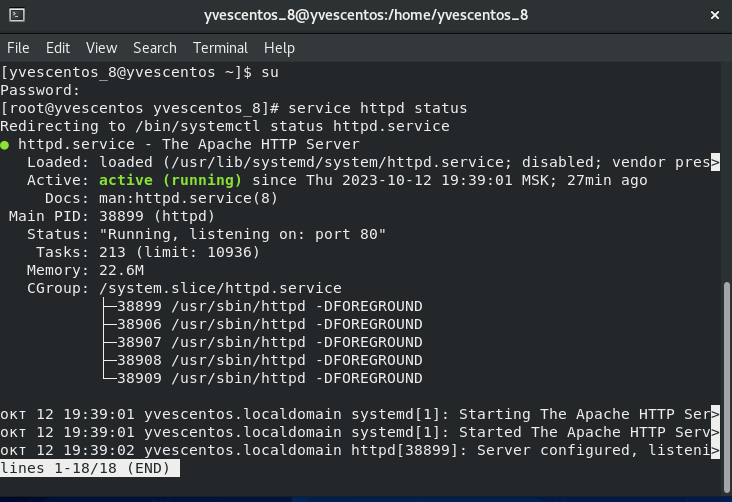 yvescentos_8@yvescentos:/home/yvescentos_8
File Edit View Search Terminal Help
[yvescentos_8@yvescentos ~]$ su
Password:
[root@yvescentos yvescentos_8]# service httpd status
Redirecting to /bin/systemctl status httpd.service
● httpd.service - The Apache HTTP Server
   Loaded: loaded (/usr/lib/systemd/system/httpd.service; disabled; vendor pres>
   Active: active (running) since Thu 2023-10-12 19:39:01 MSK; 27min ago
     Docs: man:httpd.service(8)
 Main PID: 38899 (httpd)
   Status: "Running, listening on: port 80"
    Tasks: 213 (limit: 10936)
   Memory: 22.6M
   CGroup: /system.slice/httpd.service
           ├─38899 /usr/sbin/httpd -DFOREGROUND
           ├─38906 /usr/sbin/httpd -DFOREGROUND
           ├─38907 /usr/sbin/httpd -DFOREGROUND
           ├─38908 /usr/sbin/httpd -DFOREGROUND
           └─38909 /usr/sbin/httpd -DFOREGROUND
окт 12 19:39:01 yvescentos.localdomain systemd[1]: Starting The Apache HTTP Ser>
окт 12 19:39:01 yvescentos.localdomain systemd[1]: Started The Apache HTTP Serv>
окт 12 19:39:02 yvescentos.localdomain httpd[38899]: Server configured, listeni>
lines 1-18/18 (END)